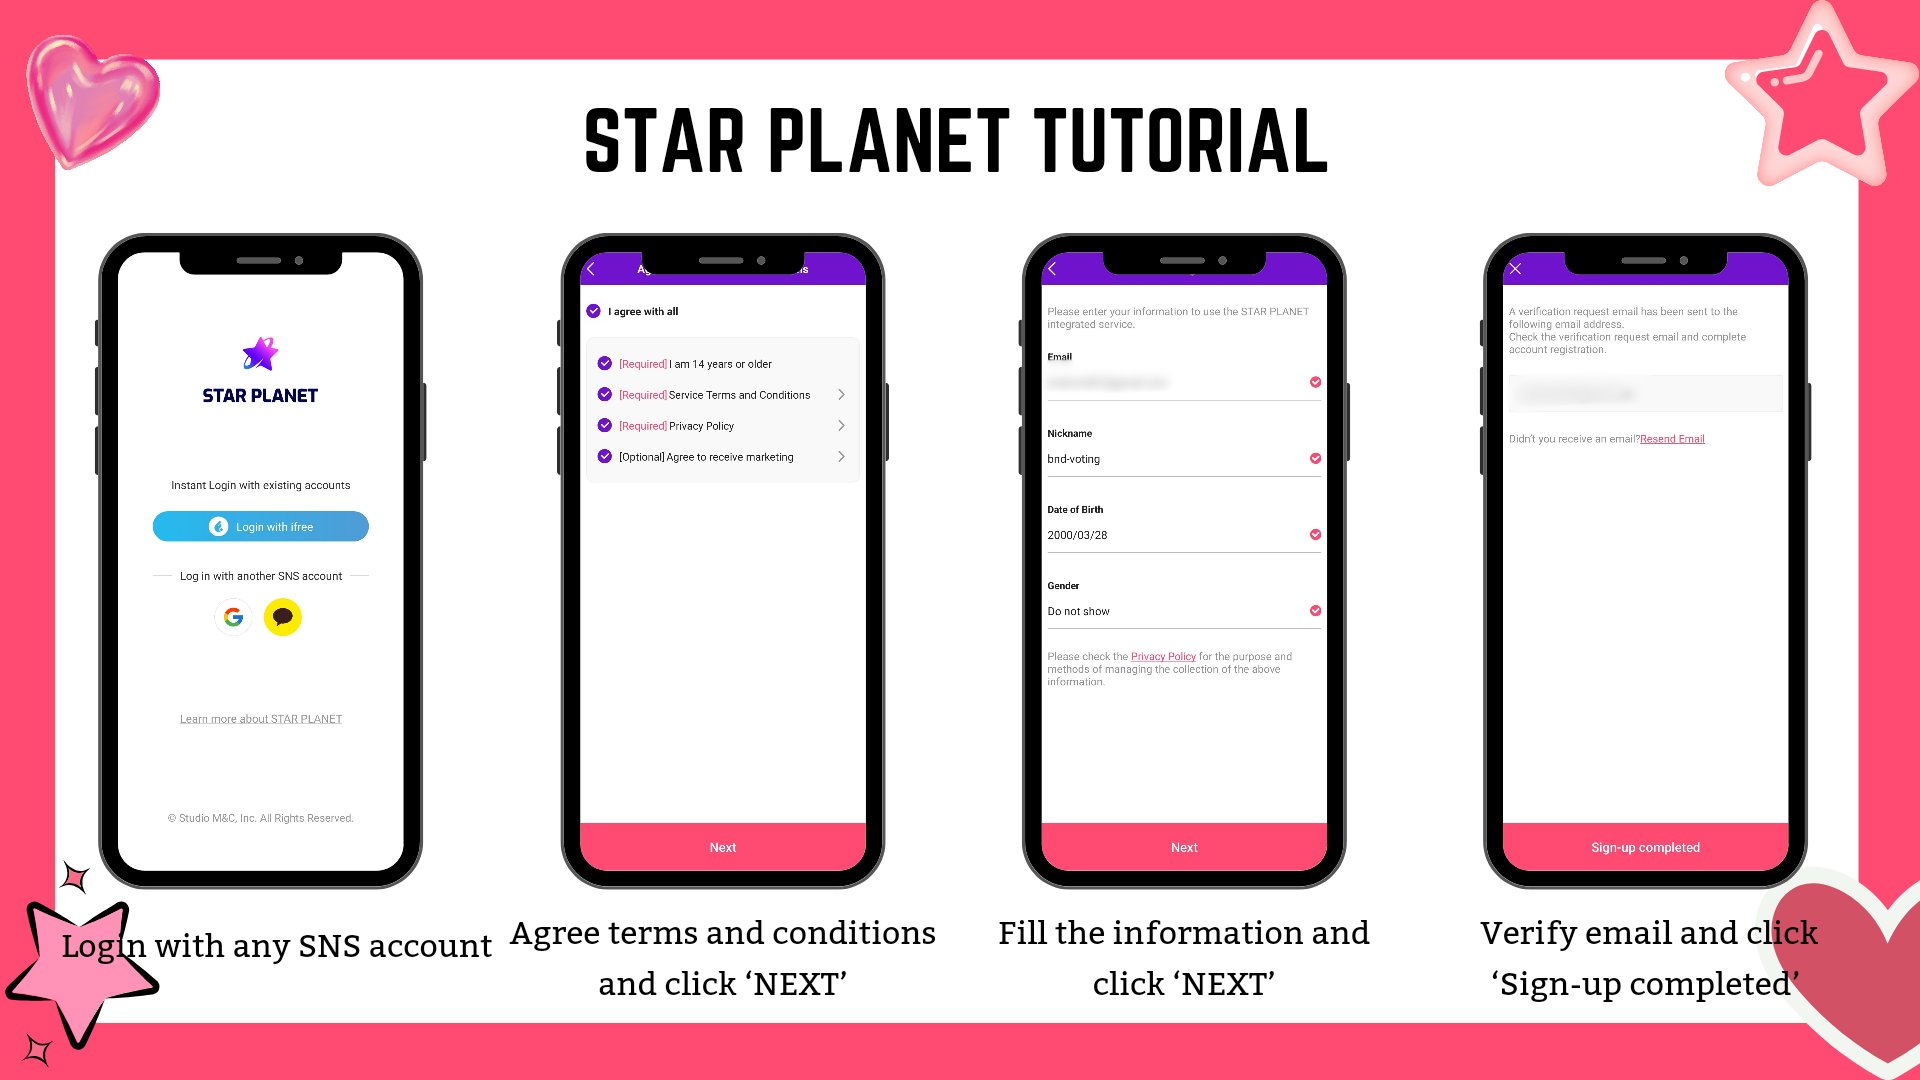 STAR PLANET TUTORIAL
STAR PLANET
Instant Login with existing accounts
Login with ifree
Log in with another SNS account
Learn more about STAR PLANET
© Studio M&C, Inc. All Rights Reserved.
Login with any SNS account
I agree with all
[Required] I am 14 years or older
[Required] Service Terms and Conditions
[Required] Privacy Policy
[Optional] Agree to receive marketing
Next
Agree terms and conditions
and click ‘NEXT’
Please enter your information to use the STAR PLANET
integrated service.
Email
Nickname
bnd-voting
Date of Birth
2000/03/28
Gender
Do not show
Please check the Privacy Policy for the purpose and
methods of managing the collection of the above
information.
Next
Fill the information and
click ‘NEXT’
A verification request email has been sent to the
following email address.
Check the verification request email and complete
account registration.
Didn't you receive an email?Resend Email
Sign-up completed
Verify email and click
‘Sign-up completed’